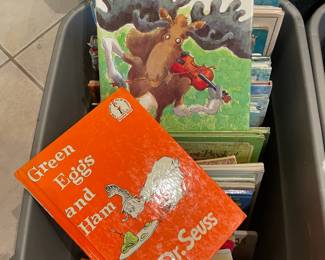 Green
Eggs
and
Ham
Dr. Seuss